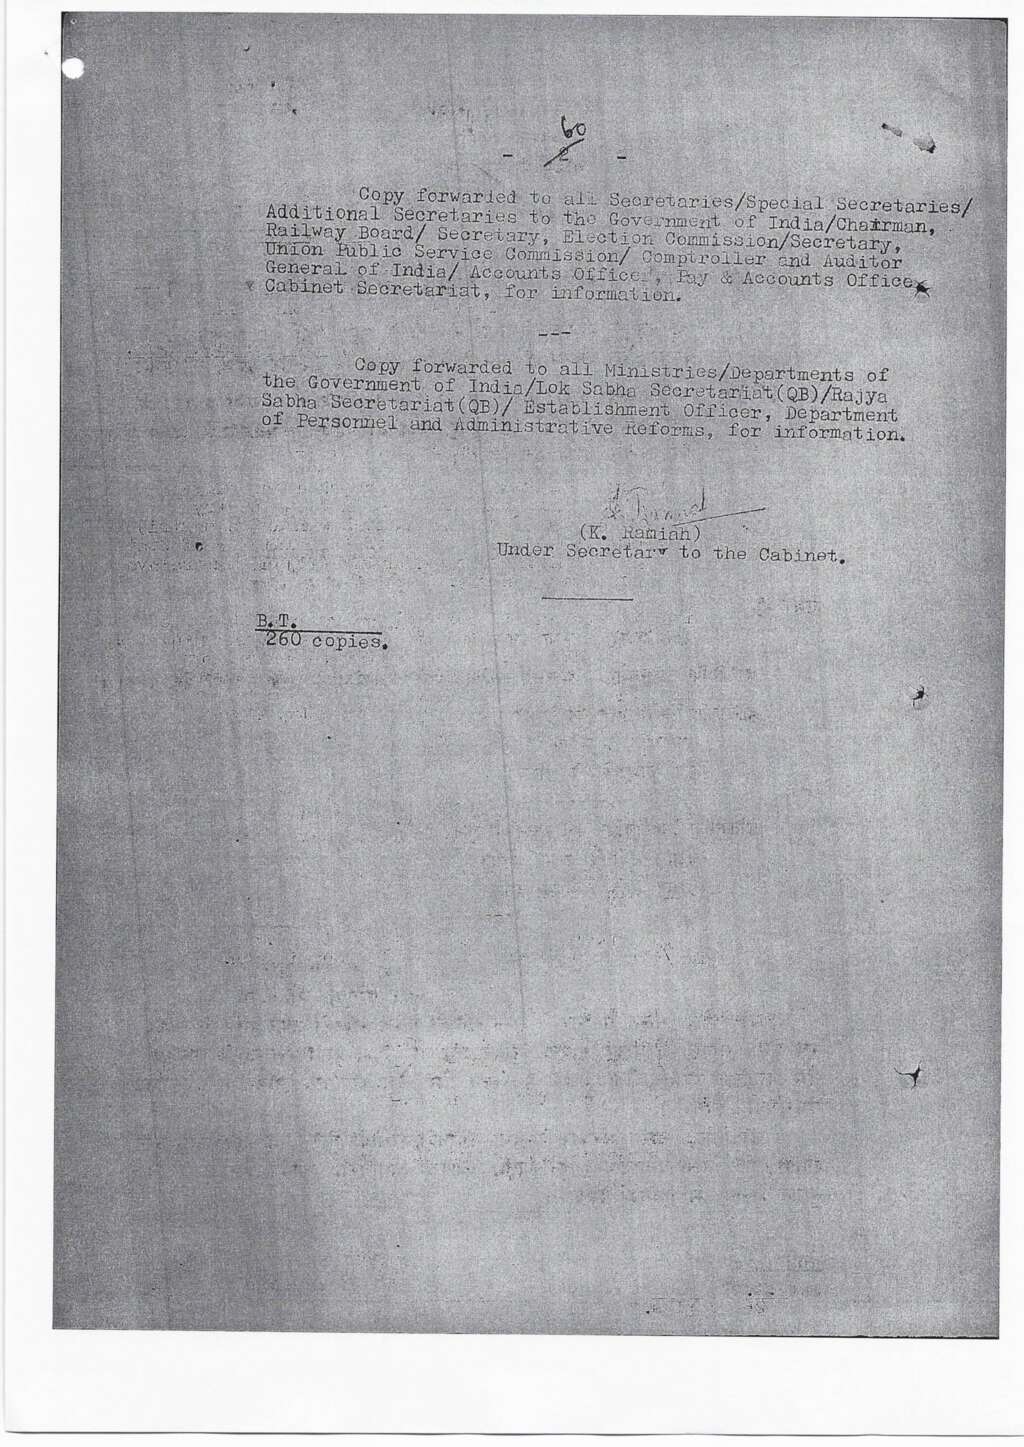 60
- 2 -
Copy forwarded to all Secretaries/Special Secretaries/
Additional Secretaries to the Government of India/Chairman,
Railway Board/ Secretary, Election Commission/Secretary,
Union Public Service Commission/ Comptroller and Auditor
General of India/ Accounts Officer, Pay & Accounts Office,
Cabinet Secretariat, for information.
---
Copy forwarded to all Ministries/Departments of
the Government of India/Lok Sabha Secretariat(QB)/Rajya
Sabha Secretariat(QB)/ Establishment Officer, Department
of Personnel and Administrative Reforms, for information.
(K. Ramiah)
Under Secretary to the Cabinet.
B.T.
260 copies.